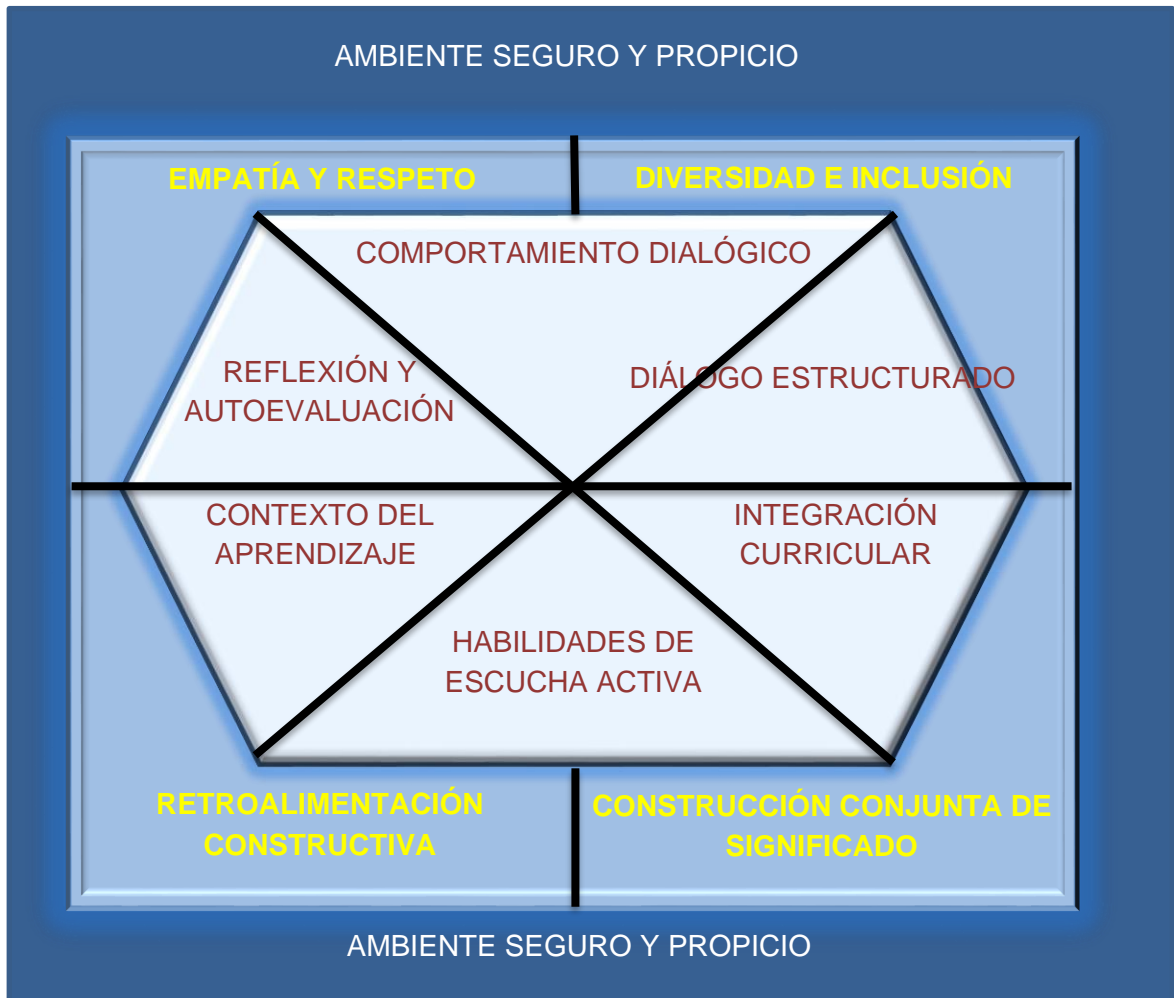 AMBIENTE SEGURO Y PROPICIO
EMPATÍA Y RESPETO
DIVERSIDAD E INCLUSIÓN
COMPORTAMIENTO DIALÓGICO
REFLEXIÓN Y
AUTOEVALUACIÓN
DIÁLOGO ESTRUCTURADO
CONTEXTO DEL
APRENDIZAJE
INTEGRACIÓN
CURRICULAR
HABILIDADES DE
ESCUCHA ACTIVA
RETROALIMENTACIÓN
CONSTRUCTIVA
CONSTRUCCIÓN CONJUNTA DE
SIGNIFICADO
AMBIENTE SEGURO Y PROPICIO